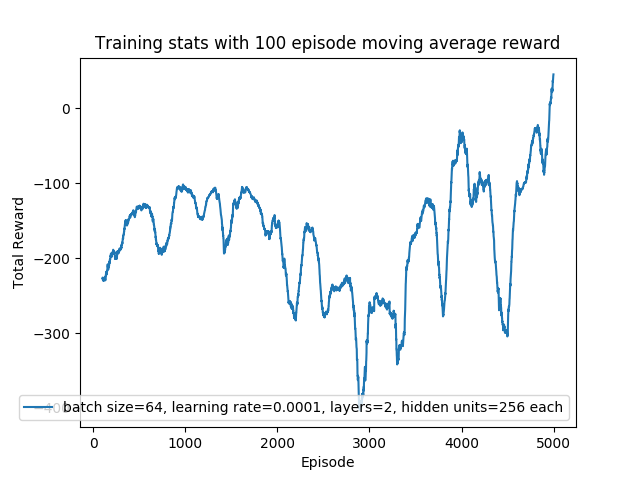 Training stats with 100 episode moving average reward
Total Reward
0
−100
−200
−300
−400
batch size=64, learning rate=0.0001, layers=2, hidden units=256 each
0 1000 2000 3000 4000 5000
Episode